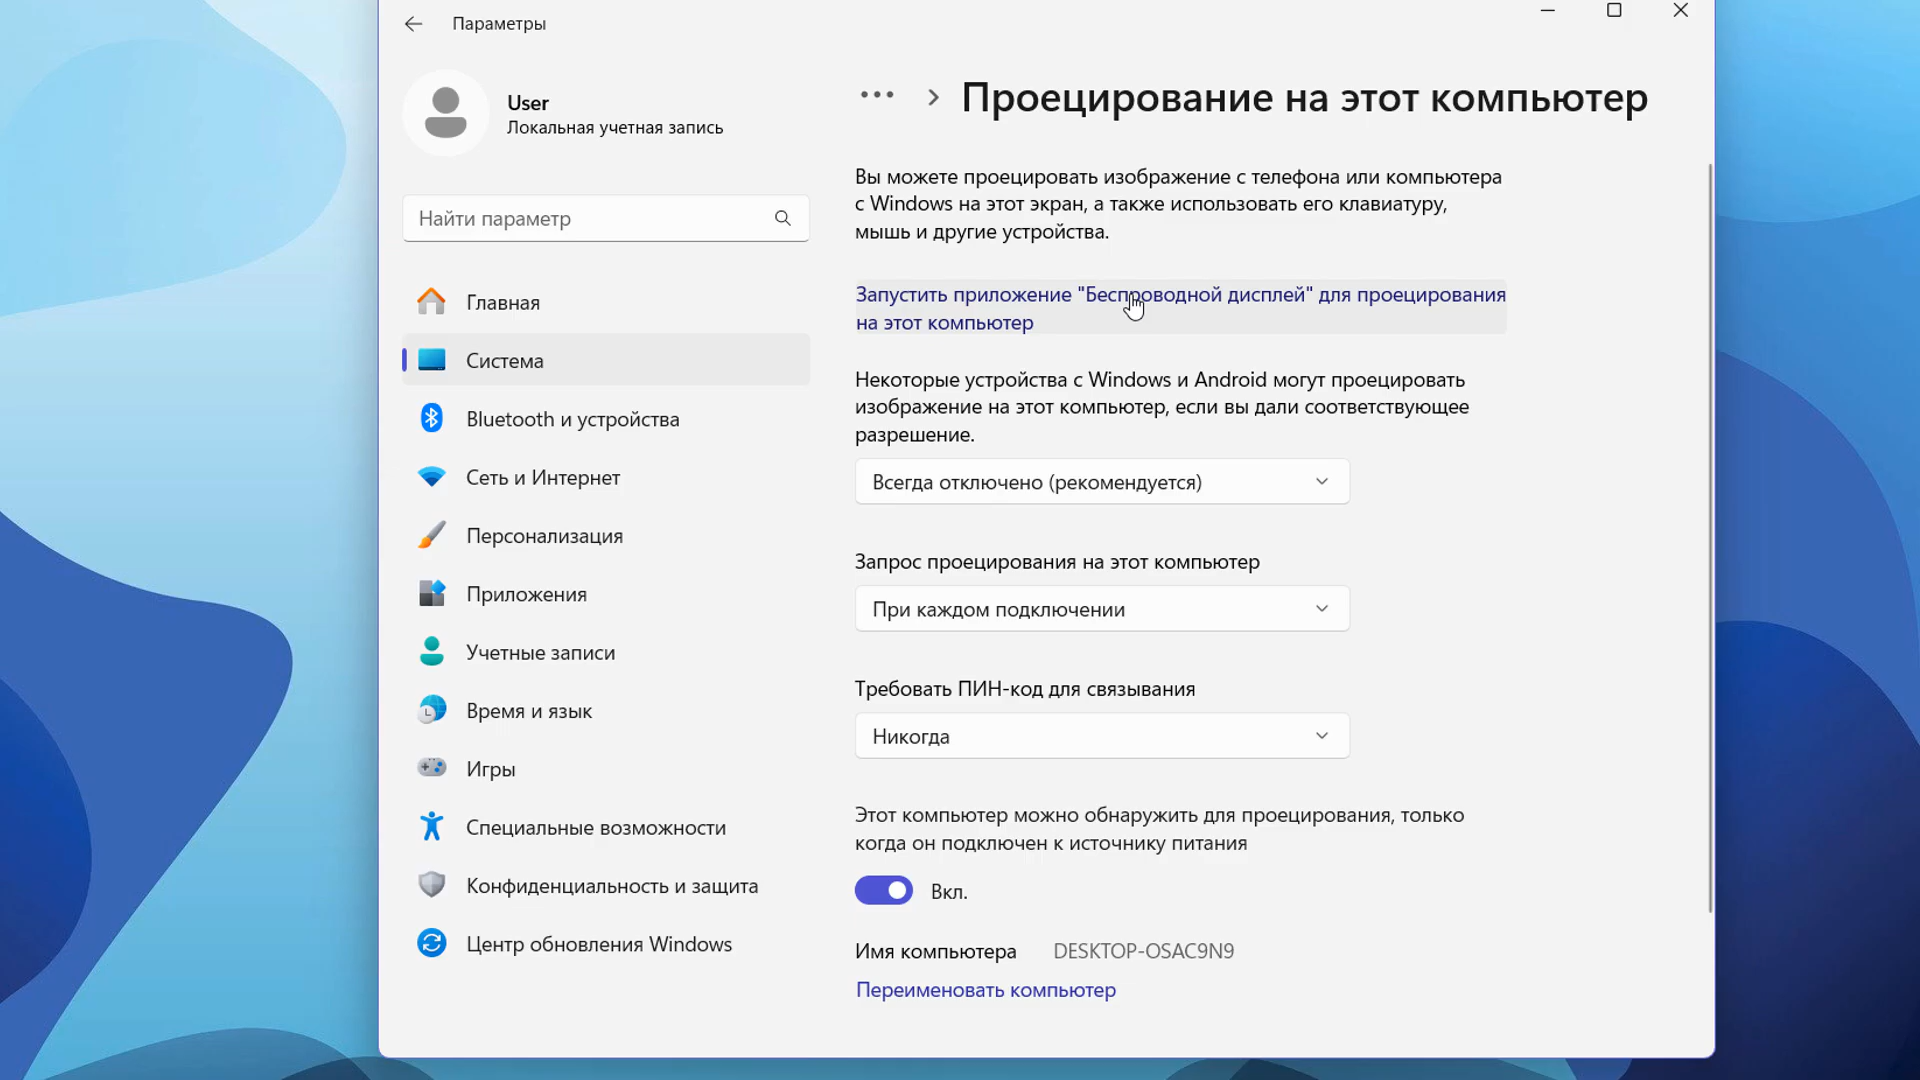 Параметры
User
Локальная учетная запись
Найти параметр
Главная
Система
Bluetooth и устройства
Сеть и Интернет
Персонализация
Приложения
Учетные записи
Время и язык
Игры
Специальные возможности
Конфиденциальность и защита
Центр обновления Windows
... > Проецирование на этот компьютер
Вы можете проецировать изображение с телефона или компьютера
с Windows на этот экран, а также использовать его клавиатуру,
мышь и другие устройства.
Запустить приложение "Беспроводной дисплей" для проецирования
на этот компьютер
Некоторые устройства с Windows и Android могут проецировать
изображение на этот компьютер, если вы дали соответствующее
разрешение.
Всегда отключено (рекомендуется)
Запрос проецирования на этот компьютер
При каждом подключении
Требовать ПИН-код для связывания
Никогда
Этот компьютер можно обнаружить для проецирования, только
когда он подключен к источнику питания
Вкл.
Имя компьютера DESKTOP-OSAC9N9
Переименовать компьютер